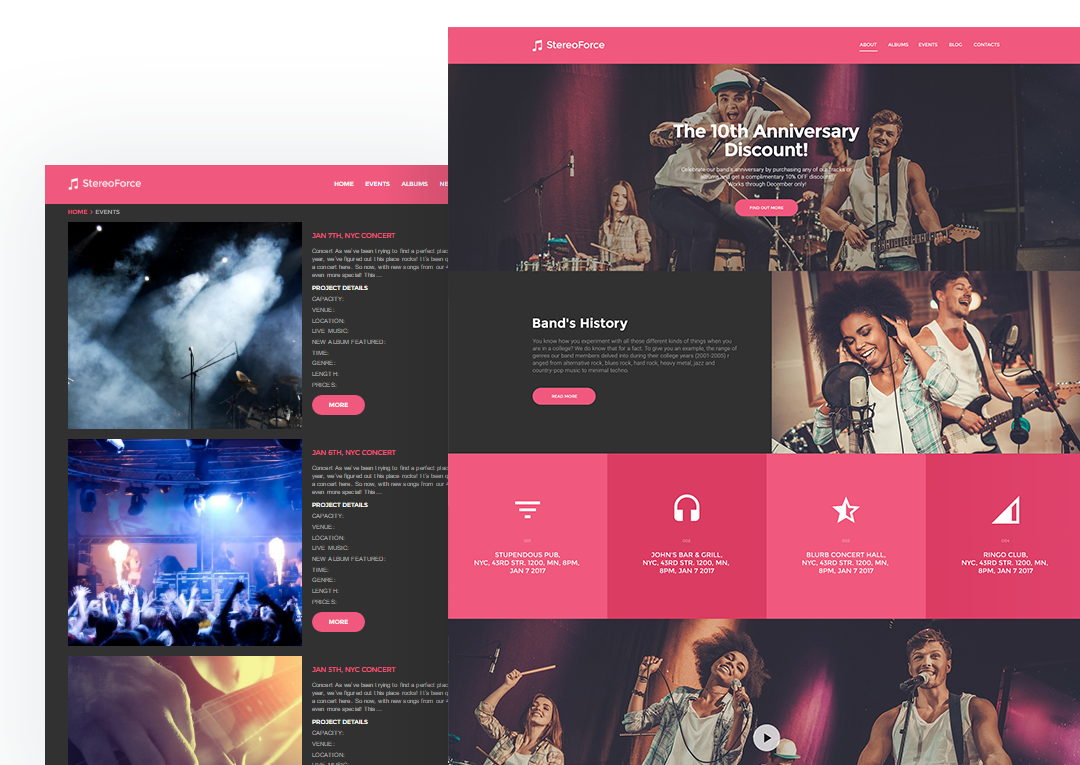 StereoForce
HOME EVENTS ALBUMS NE
HOME > EVENTS
JAN 7TH, NYC CONCERT
Concert As we've been trying to find a perfect plac
year, we've figured out this place rocks! It's been q
a concert here. So now, with new songs from our 4
even more special! This...
PROJECT DETAILS
CAPACITY:
VENUE:
LOCATION:
LIVE MUSIC:
NEW ALBUM FEATURED:
TIME:
GENRE:
LENGTH:
PRICES:
MORE
JAN 6TH, NYC CONCERT
Concert As we've been trying to find a perfect plac
year, we've figured out this place rocks! It's been q
a concert here. So now, with new songs from our 4
even more special! This...
PROJECT DETAILS
CAPACITY:
VENUE:
LOCATION:
LIVE MUSIC:
NEW ALBUM FEATURED:
TIME:
GENRE:
LENGTH:
PRICES:
MORE
JAN 5TH, NYC CONCERT
Concert As we've been trying to find a perfect plac
year, we've figured out this place rocks! It's been q
a concert here. So now, with new songs from our 4
even more special! This...
PROJECT DETAILS
CAPACITY:
VENUE:
LOCATION:
LIVE MUSIC:
StereoForce
ABOUT ALBUMS EVENTS BLOG CONTACTS
The 10th Anniversary
Discount!
Celebrate our band's anniversary by purchasing any of our tracks or
albums and get a complimentary 10% OFF discount!
Works through December only!
FIND OUT MORE
Band's History
You know how you experiment with all those different kinds of things when you
are in a college? We do know that for a fact. To give you an example, the range of
genres our band members delved into during their college years (2001-2005) r
anged from alternative rock, blues rock, hard rock, heavy metal, jazz and
country-pop music to minimal techno.
READ MORE
001
STUPENDOUS PUB,
NYC, 43RD STR. 1200, MN, 8PM,
JAN 7 2017
002
JOHN'S BAR & GRILL,
NYC, 43RD STR. 1200, MN,
8PM, JAN 7 2017
003
BLURB CONCERT HALL,
NYC, 43RD STR. 1200, MN,
8PM, JAN 7 2017
004
RINGO CLUB,
NYC, 43RD STR. 1200, MN,
8PM, JAN 7 2017